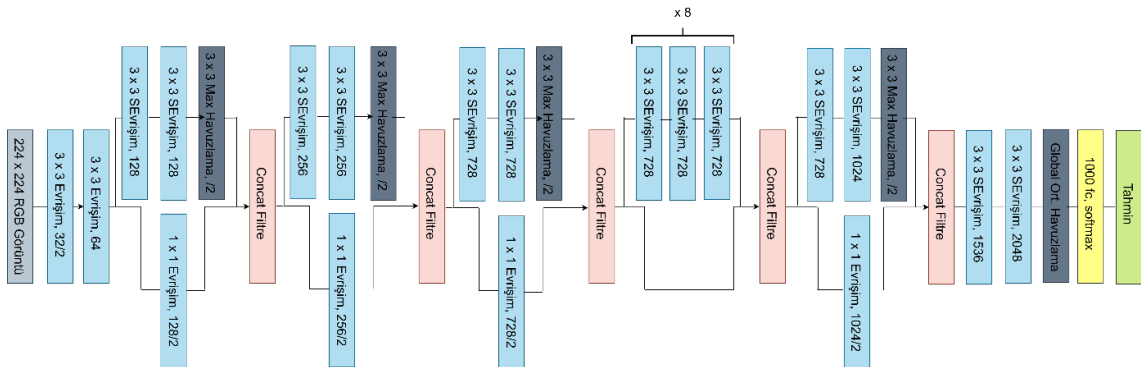 x 8
224 x 224 RGB Görüntü
3 x 3 Evrişim, 32/2
3 x 3 Evrişim, 64
3 x 3 SEvrişim,
128
3 x 3 SEvrişim,
128
3 x 3 Max Havuzlama, /2
1 x 1 Evrişim, 128/2
Concat Filtre
3 x 3 SEvrişim,
256
3 x 3 SEvrişim,
256
3 x 3 Max Havuzlama, /2
1 x 1 Evrişim, 256/2
Concat Filtre
3 x 3 SEvrişim,
728
3 x 3 SEvrişim,
728
3 x 3 Max Havuzlama, /2
1 x 1 Evrişim, 728/2
Concat Filtre
3 x 3 SEvrişim,
728
3 x 3 SEvrişim,
728
3 x 3 SEvrişim,
728
Concat Filtre
3 x 3 SEvrişim,
728
3 x 3 SEvrişim,
1024
3 x 3 Max Havuzlama, /2
1 x 1 Evrişim, 1024/2
Concat Filtre
3 x 3 SEvrişim,
1536
3 x 3 SEvrişim, 2048
Global Ort. Havuzlama
1000 fc, softmax
Tahmin